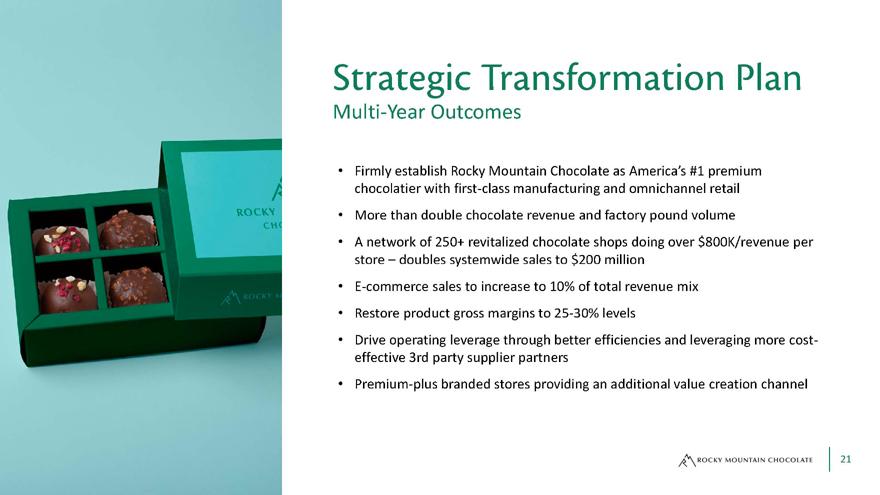 Strategic Transformation Plan
Multi-Year Outcomes
• Firmly establish Rocky Mountain Chocolate as America's #1 premium
chocolatier with first-class manufacturing and omnichannel retail
• More than double chocolate revenue and factory pound volume
• A network of 250+ revitalized chocolate shops doing over $800K/revenue per
store – doubles systemwide sales to $200 million
• E-commerce sales to increase to 10% of total revenue mix
• Restore product gross margins to 25-30% levels
• Drive operating leverage through better efficiencies and leveraging more cost-
effective 3rd party supplier partners
• Premium-plus branded stores providing an additional value creation channel
ROCKY
CHO
ROCKY M
ROCKY MOUNTAIN CHOCOLATE
21